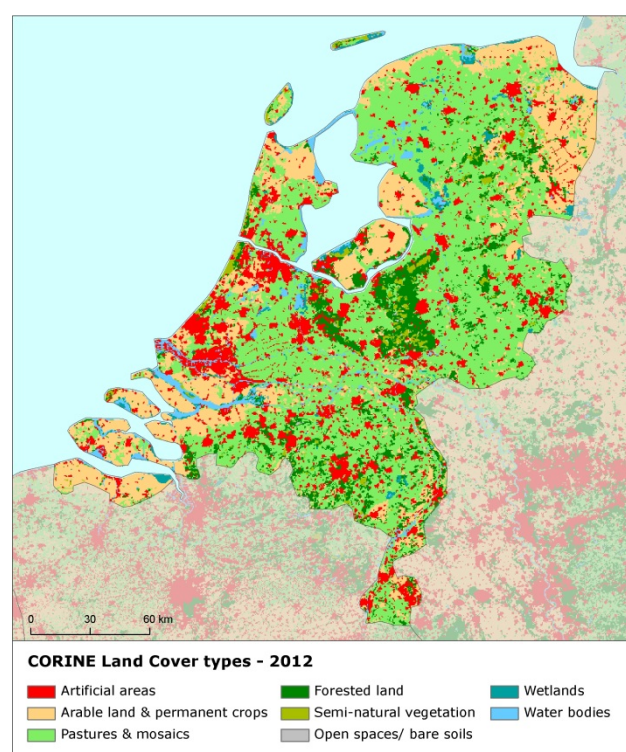 0 30 60 km
CORINE Land Cover types - 2012
Artificial areas
Forested land
Wetlands
Arable land & permanent crops
Semi-natural vegetation
Water bodies
Pastures & mosaics
Open spaces/ bare soils